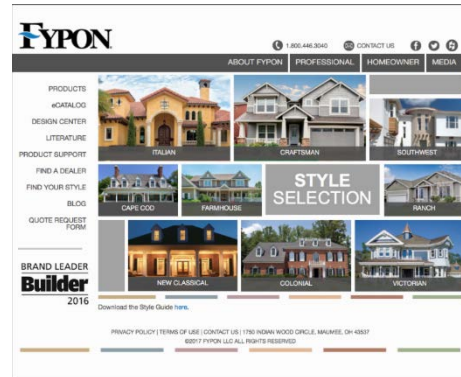 FYPON
1.800.446.3040 CONTACT US
ABOUT FYPON PROFESSIONAL HOMEOWNER MEDIA
PRODUCTS
eCATALOG
DESIGN CENTER
LITERATURE
PRODUCT SUPPORT
FIND A DEALER
FIND YOUR STYLE
BLOG
QUOTE REQUEST
FORM
BRAND LEADER
Builder
2016
ITALIAN
CRAFTSMAN
SOUTHWEST
CAPE COD
FARMHOUSE
STYLE
SELECTION
RANCH
NEW CLASSICAL
COLONIAL
VICTORIAN
Download the Style Guide here.
PRIVACY POLICY | TERMS OF USE | CONTACT US | 1750 INDIAN WOOD CIRCLE, MAUMEE, OH 43537
©2017 FYPON LLC ALL RIGHTS RESERVED